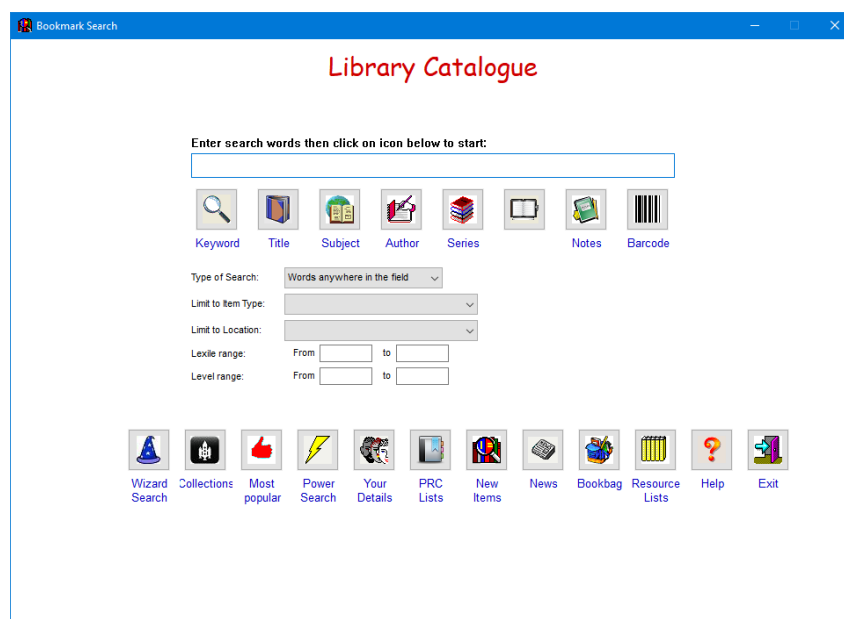 Bookmark Search
Library Catalogue
Enter search words then click on icon below to start:
Keyword Title Subject Author Series Notes Barcode
Type of Search: Words anywhere in the field
Limit to Item Type:
Limit to Location:
Lexile range: From to
Level range: From to
Wizard Collections Most Power Your PRC New News Bookbag Resource Help Exit
Search popular Search Details Lists Items Lists